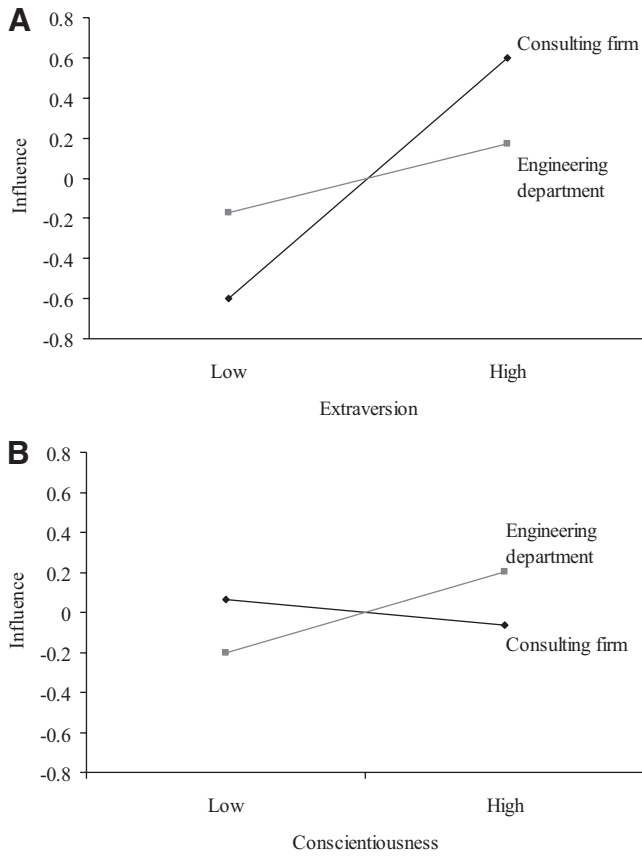 A
0.8
Consulting firm
0.6
0.4
0.2
Engineering
department
0
-0.2
-0.4
-0.6
-0.8
Influence
Low
High
Extraversion
B
0.8
0.6
Engineering
department
0.4
0.2
0
Consulting firm
-0.2
-0.4
-0.6
-0.8
Influence
Low
High
Conscientiousness